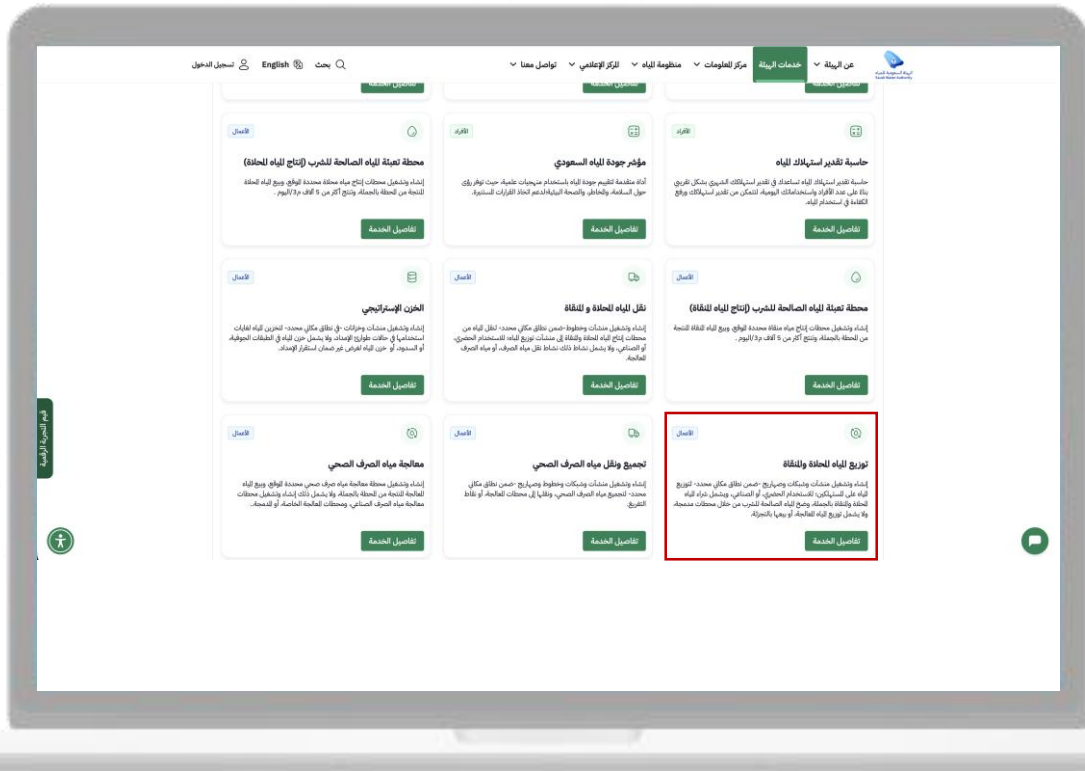 الهيئة السعودية للمياه
Saudi Water Authority
عن الهيئة
خدمات الهيئة
مركز المعلومات
منظومة المياه
المركز الإعلامي
تواصل معنا
بحث
English
تسجيل الدخول
تفاصيل الخدمة
تفاصيل الخدمة
الأفراد
حاسبة تقدير استهلاك المياه
حاسبة تقدير استهلاك المياه تساعدك في تقدير استهلاكك الشهري بشكل تقريبي
بناءً على عدد الأفراد واستخداماتك اليومية، لتتمكن من تقدير استهلاكك ورفع
الكفاءة في استخدام المياه.
تفاصيل الخدمة
الأفراد
مؤشر جودة المياه السعودي
أداة متقدمة لتقييم جودة المياه باستخدام منهجيات علمية، حيث توفر رؤى
حول السلامة، والمخاطر، والصحة البيئية لدعم اتخاذ القرارات المستنيرة.
تفاصيل الخدمة
الأعمال
محطة تعبئة المياه الصالحة للشرب (إنتاج المياه المحلاة)
إنشاء وتشغيل محطات إنتاج مياه محلاة محددة الموقع، وبيع المياه المحلاة
المنتجة من المحطة بالجملة، وتنتج أكثر من 5 آلاف م3/اليوم .
تفاصيل الخدمة
الأعمال
محطة تعبئة المياه الصالحة للشرب (إنتاج المياه المنقاة)
إنشاء وتشغيل محطات إنتاج مياه منقاة محددة الموقع، وبيع المياه المنقاة المنتجة
من المحطة بالجملة، وتنتج أكثر من 5 آلاف م3/اليوم .
تفاصيل الخدمة
الأعمال
نقل المياه المحلاة و المنقاة
إنشاء وتشغيل منشآت وخطوط -ضمن نطاق مكاني محدد- لنقل المياه من
محطات إنتاج المياه المحلاة والمنقاة إلى منشآت توزيع المياه؛ للاستخدام الحضري،
أو الصناعي، ولا يشمل نشاط ذلك نشاط نقل مياه الصرف، أو مياه الصرف
المعالجة.
تفاصيل الخدمة
الأعمال
الخزن الإستراتيجي
إنشاء وتشغيل منشآت وخزانات -في نطاق مكاني محدد- لتخزين المياه لغايات
استخدامها في حالات طوارئ الإمداد، ولا يشمل خزن المياه في الطبقات الجوفية،
أو السدود، أو خزن المياه لغرض غير ضمان استقرار الإمداد.
تفاصيل الخدمة
الأعمال
توزيع المياه المحلاة والمنقاة
إنشاء وتشغيل منشآت وشبكات وصهاريج -ضمن نطاق مكاني محدد- لتوزيع
المياه على المستهلكين؛ للاستخدام الحضري، أو الصناعي، ويشمل شراء المياه
المحلاة والمنقاة بالجملة، وضخ المياه الصالحة للشرب من خلال محطات مدمجة،
ولا يشمل توزيع المياه المعالجة، أو بيعها بالتجزئة.
تفاصيل الخدمة
الأعمال
تجميع ونقل مياه الصرف الصحي
إنشاء وتشغيل منشآت وشبكات وخطوط وصهاريج -ضمن نطاق مكاني
محدد- لتجميع مياه الصرف الصحي، ونقلها إلى محطات المعالجة، أو نقاط
التفريغ.
تفاصيل الخدمة
الأعمال
معالجة مياه الصرف الصحي
إنشاء وتشغيل محطة معالجة مياه صرف صحي محددة الموقع، وبيع المياه
المعالجة المنتجة من المحطة بالجملة، ولا يشمل ذلك إنشاء وتشغيل محطات
معالجة مياه الصرف الصناعي، ومحطات المعالجة الخاصة، أو المدمجة..
تفاصيل الخدمة
قيم التجربة الرقمية